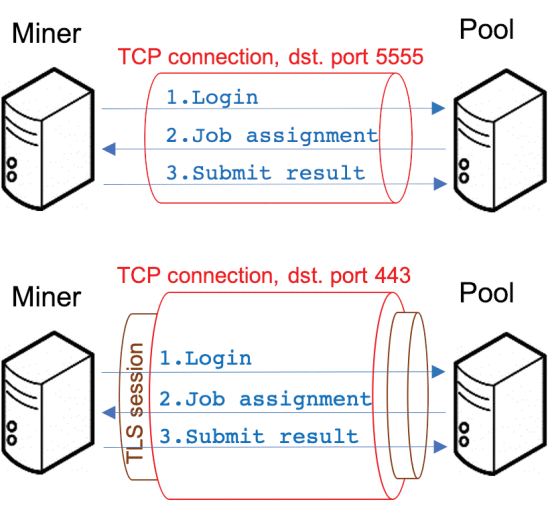 Miner
Pool
TCP connection, dst. port 5555
1.Login
2.Job assignment
3.Submit result
TCP connection, dst. port 443
Miner
Pool
TLS session
1.Login
2.Job assignment
3.Submit result